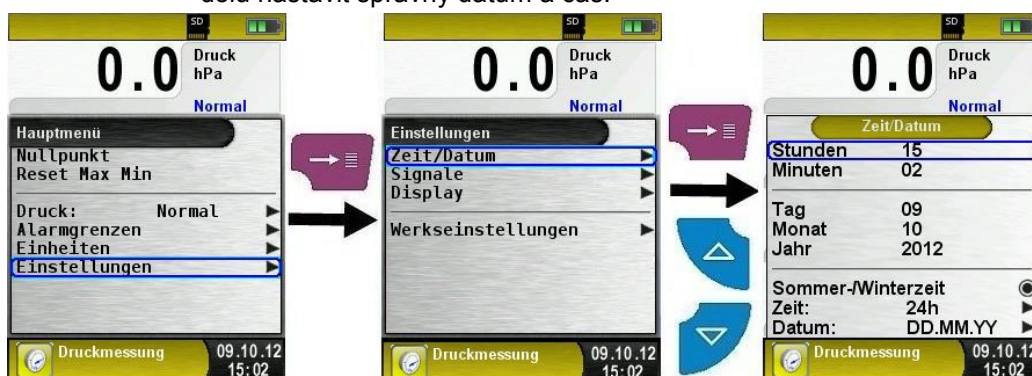 dolů nastavit správný datum a čas.
SD
0.0 Druck
hPa
Normal
Hauptmenü
Nullpunkt
Reset Max Min
Druck: Normal
Alarmgrenzen
Einheiten
Einstellungen
Druckmessung 09.10.12
15:02
SD
0.0 Druck
hPa
Normal
Einstellungen
Zeit/Datum
Signale
Display
Werkseinstellungen
Druckmessung 09.10.12
15:02
SD
0.0 Druck
hPa
Normal
Zeit/Datum
Stunden 15
Minuten 02
Tag 09
Monat 10
Jahr 2012
Sommer-/Winterzeit
Zeit: 24h
Datum: DD.MM.YY
Druckmessung 09.10.12
15:02